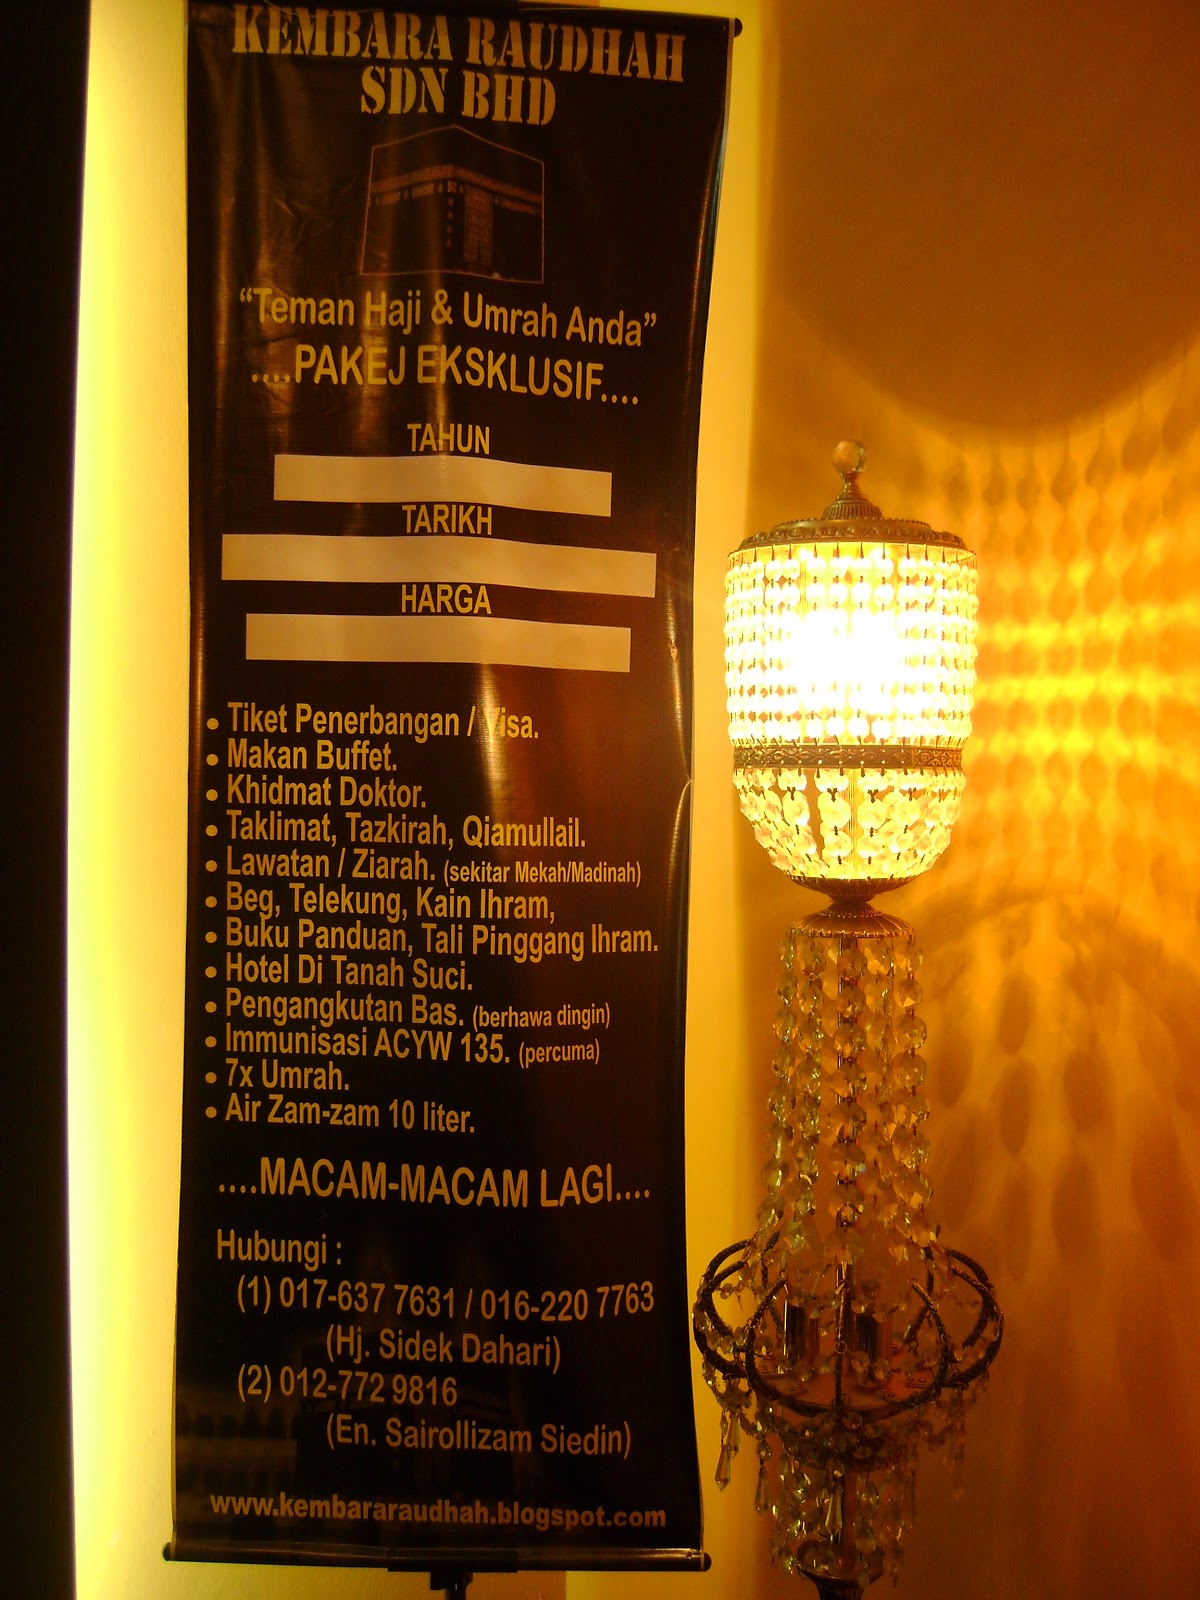 KEMBARA RAUDHAH
SDN BHD
“Teman Haji & Umrah Anda”
....PAKEJ EKSKLUSIF....
TAHUN
TARIKH
HARGA
• Tiket Penerbangan / Visa.
• Makan Buffet.
• Khidmat Doktor.
• Taklimat, Tazkirah, Qiamullail.
• Lawatan / Ziarah. (sekitar Mekah/Madinah)
• Beg, Telekung, Kain Ihram,
• Buku Panduan, Tali Pinggang Ihram.
• Hotel Di Tanah Suci.
• Pengangkutan Bas. (berhawa dingin)
• Immunisasi ACYW 135. (percuma)
• 7x Umrah.
• Air Zam-zam 10 liter.
....MACAM-MACAM LAGI....
Hubungi :
(1) 017-637 7631 / 016-220 7763
(Hj. Sidek Dahari)
(2) 012-772 9816
(En. Sairollizam Siedin)
www.kembararaudhah.blogspot.com